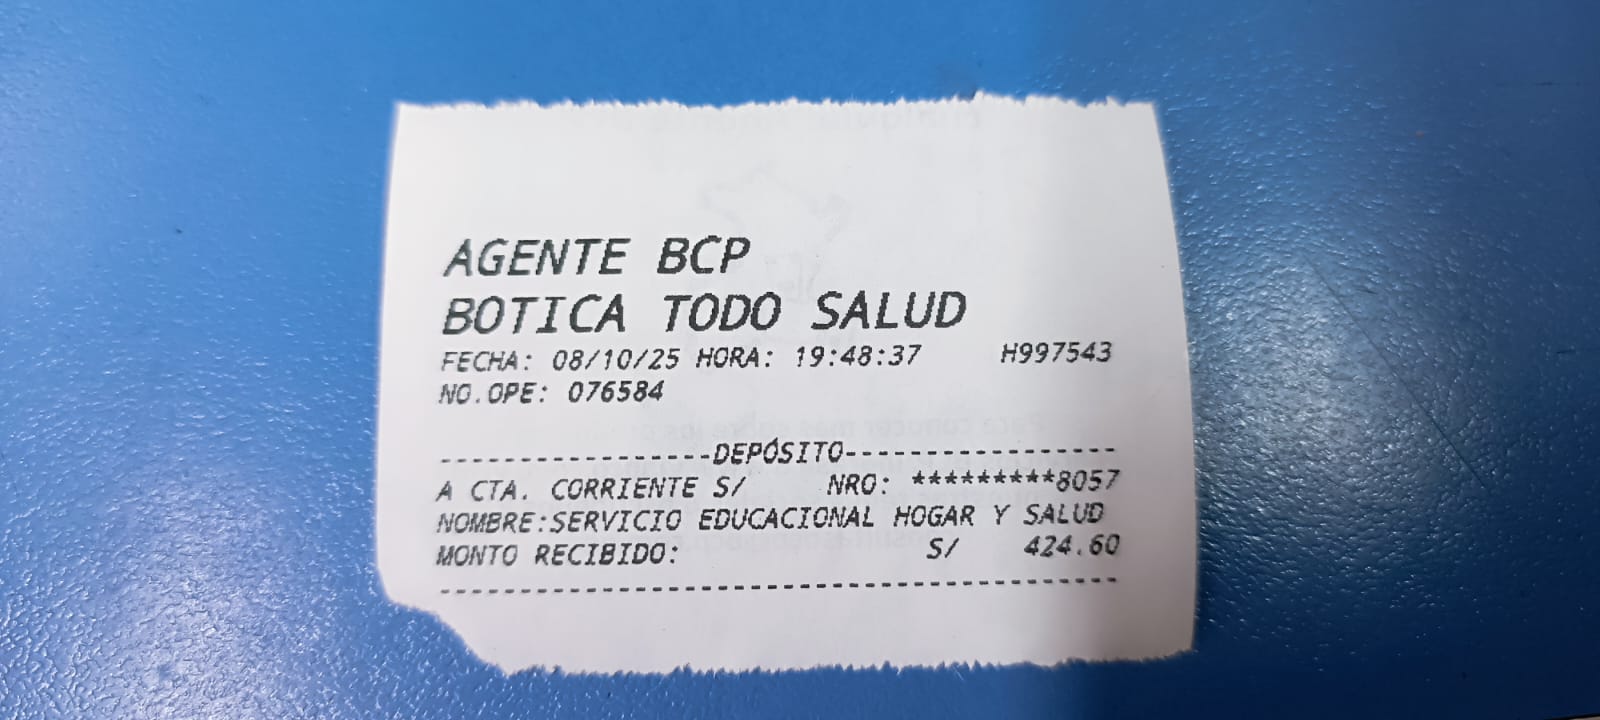 AGENTE BCP
BOTICA TODO SALUD
FECHA: 08/10/25 HORA: 19:48:37 H997543
NO.OPE: 076584
-----------------DEPÓSITO-----------------
A CTA. CORRIENTE S/ NRO: *********8057
NOMBRE:SERVICIO EDUCACIONAL HOGAR Y SALUD
MONTO RECIBIDO: S/ 424.60
-------------------------------------------